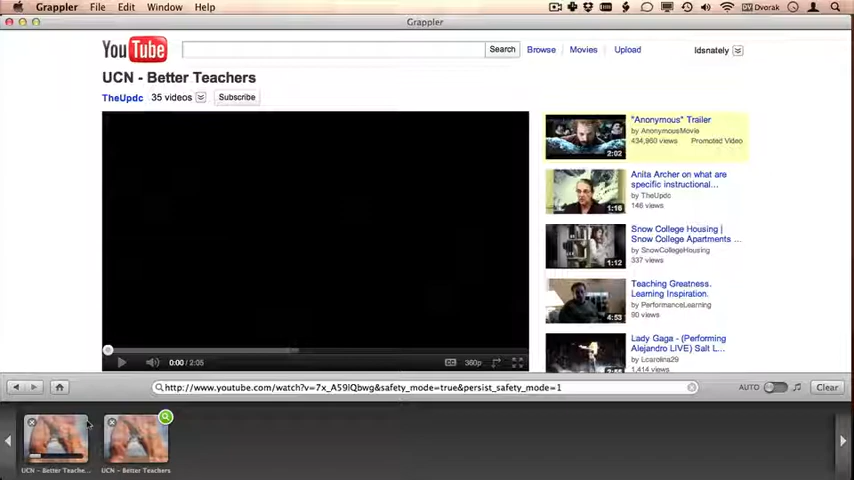 Grappler File Edit Window Help DV Dvorak
Grappler
YouTube Search Browse Movies Upload Idsnately
UCN - Better Teachers
TheUpdc 35 videos Subscribe
"Anonymous" Trailer
by AnonymousMovie
434,960 views Promoted Video
2:02
Anita Archer on what are
specific instructional...
by TheUpdc
146 views
1:16
Snow College Housing |
Snow College Apartments ...
by SnowCollegeHousing
337 views
1:12
Teaching Greatness.
Learning Inspiration.
by PerformanceLearning
90 views
4:53
Lady Gaga - (Performing
Alejandro LIVE) Salt L...
by Lcarolina29
1,414 views
0:00 / 2:05 CC 360p
http://www.youtube.com/watch?v=7x_A59lQbwg&safety_mode=true&persist_safety_mode=1 AUTO Clear
UCN - Better Teache... UCN - Better Teachers